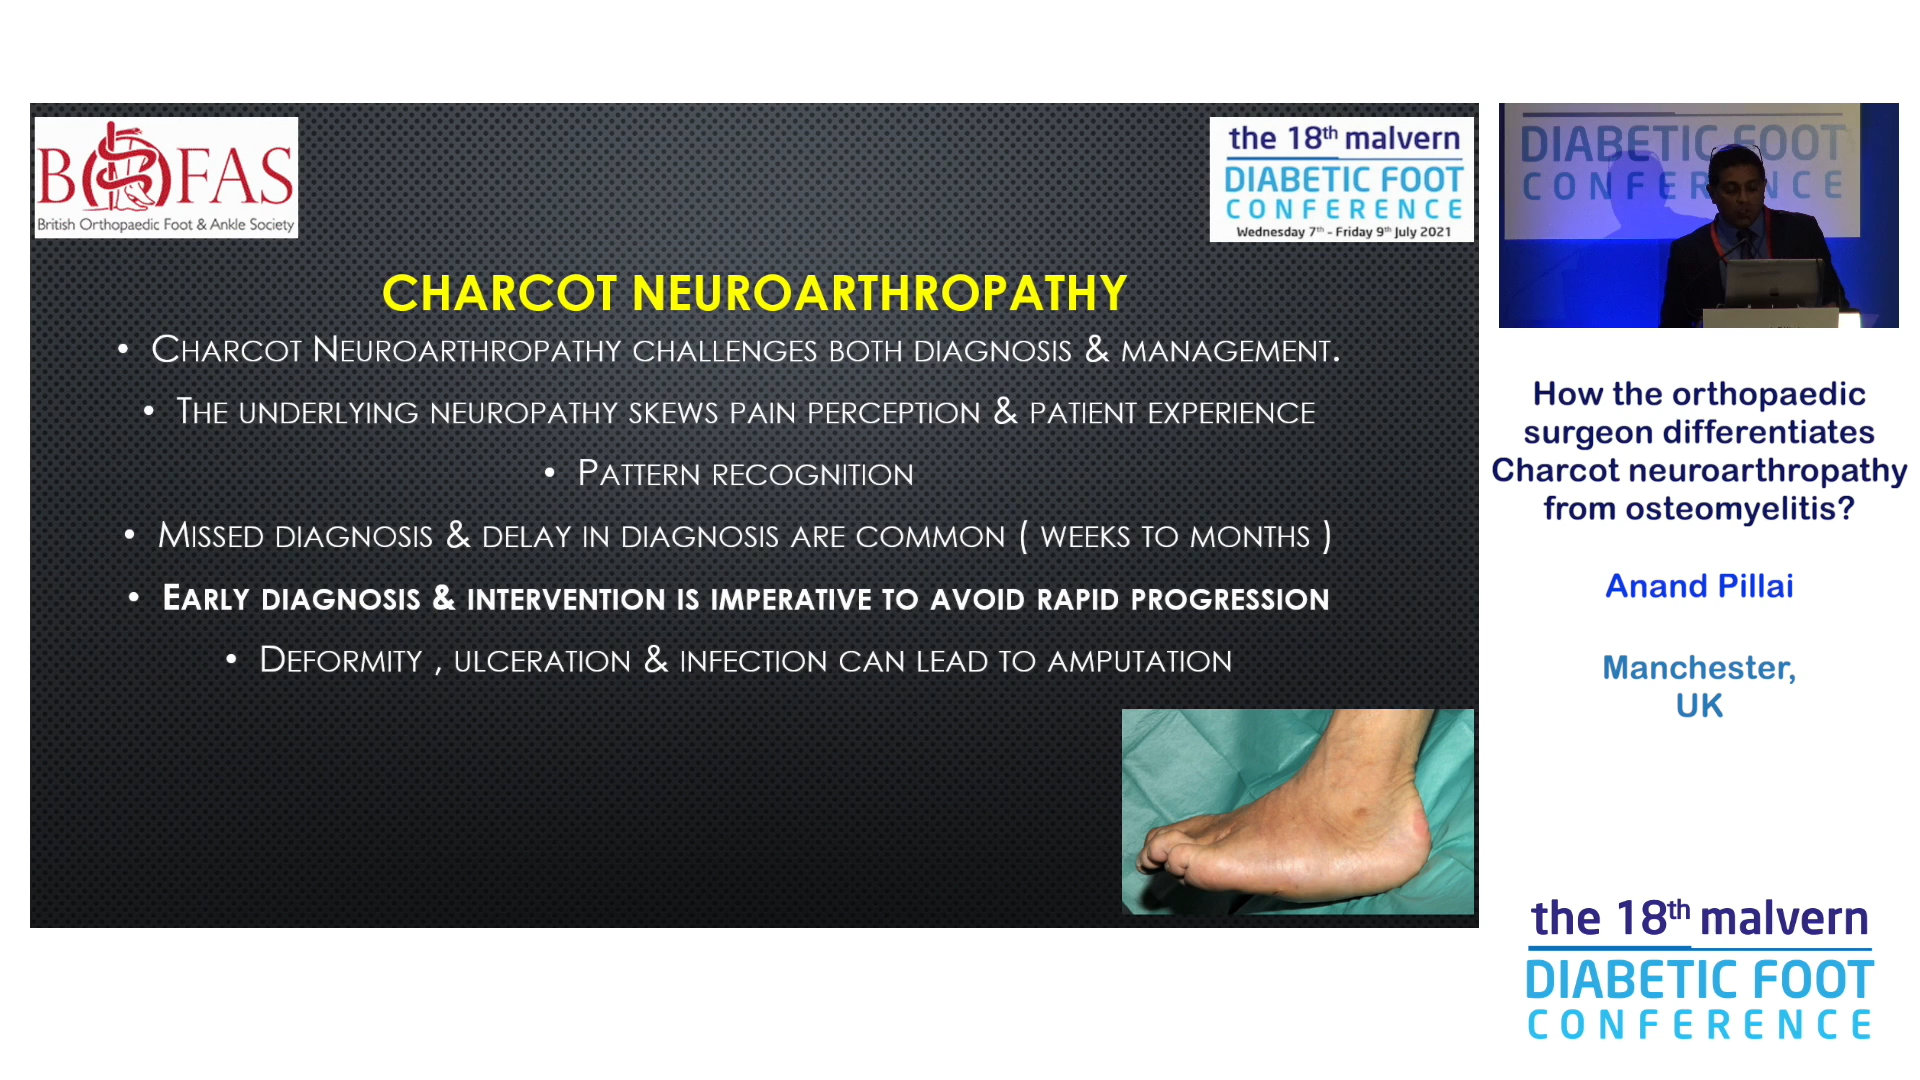 BOFAS
British Orthopaedic Foot & Ankle Society
the 18th malvern
DIABETIC FOOT
CONFERENCE
Wednesday 7th - Friday 9th July 2021
CHARCOT NEUROARTHROPATHY
• CHARCOT NEUROARTHROPATHY CHALLENGES BOTH DIAGNOSIS & MANAGEMENT.
• THE UNDERLYING NEUROPATHY SKEWS PAIN PERCEPTION & PATIENT EXPERIENCE
• PATTERN RECOGNITION
• MISSED DIAGNOSIS & DELAY IN DIAGNOSIS ARE COMMON ( WEEKS TO MONTHS )
• EARLY DIAGNOSIS & INTERVENTION IS IMPERATIVE TO AVOID RAPID PROGRESSION
• DEFORMITY , ULCERATION & INFECTION CAN LEAD TO AMPUTATION
DIABETIC FOOT
CONFERENCE
How the orthopaedic
surgeon differentiates
Charcot neuroarthropathy
from osteomyelitis?
Anand Pillai
Manchester,
UK
the 18th malvern
DIABETIC FOOT
CONFERENCE